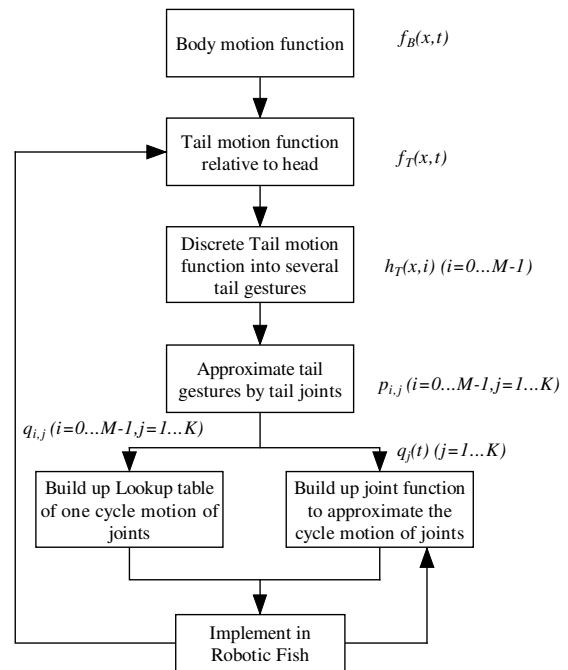 Body motion function
f_B(x,t)
Tail motion function
relative to head
f_T(x,t)
Discrete Tail motion
function into several
tail gestures
h_T(x,i) (i=0...M-1)
Approximate tail
gestures by tail joints
p_{i,j} (i=0...M-1,j=1...K)
q_{i,j} (i=0...M-1,j=1...K)
q_j(t) (j=1...K)
Build up Lookup table
of one cycle motion of
joints
Build up joint function
to approximate the
cycle motion of joints
Implement in
Robotic Fish